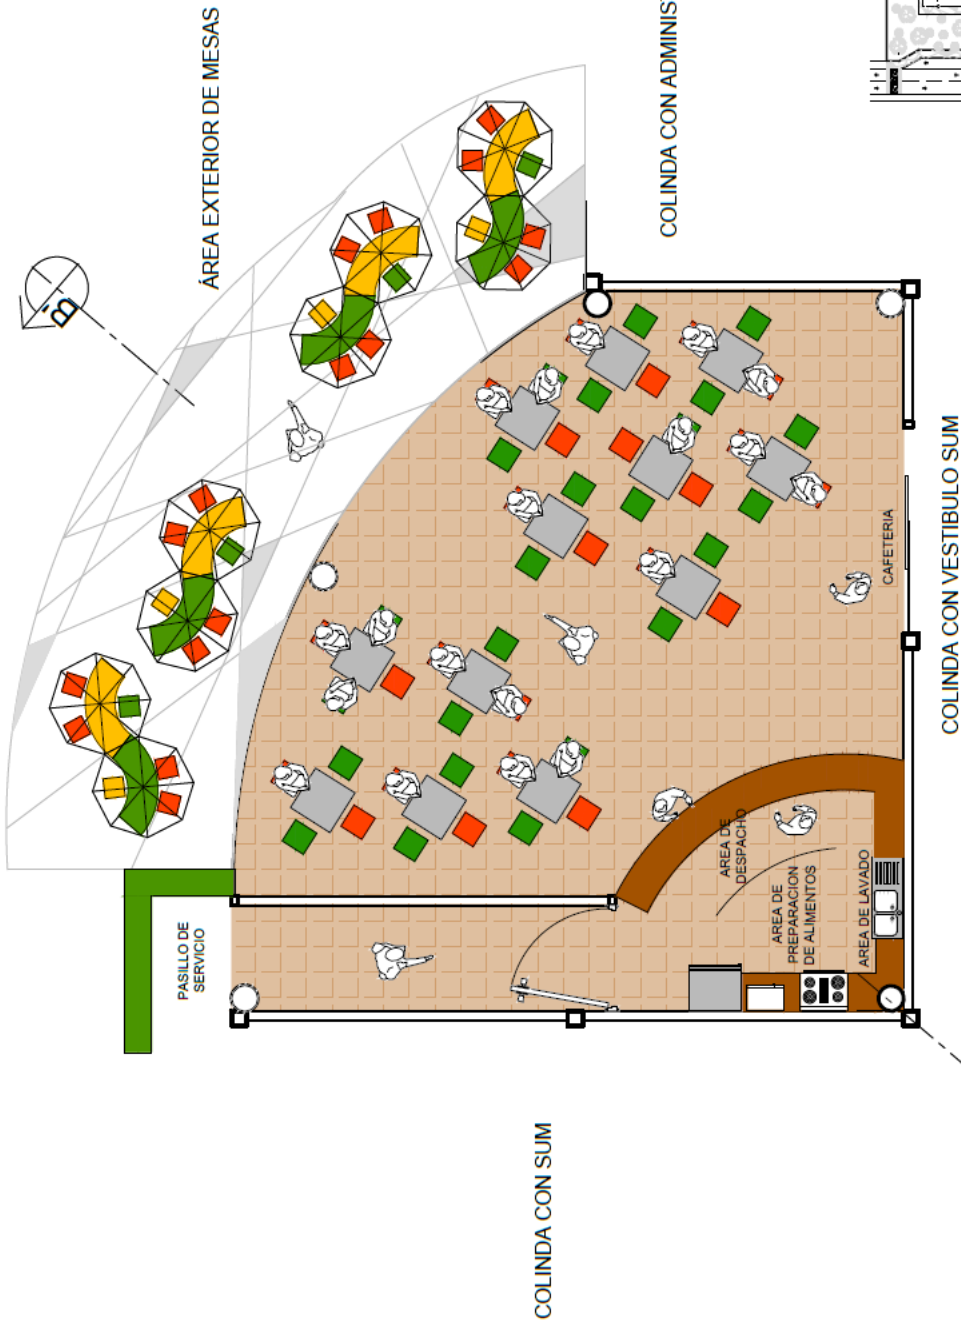 ÁREA EXTERIOR DE MESAS
COLINDA CON ADMINIS
B
PASILLO DE
SERVICIO
CAFETERIA
AREA DE
DESPACHO
AREA DE
PREPARACION
DE ALIMENTOS
AREA DE LAVADO
COLINDA CON VESTIBULO SUM
COLINDA CON SUM